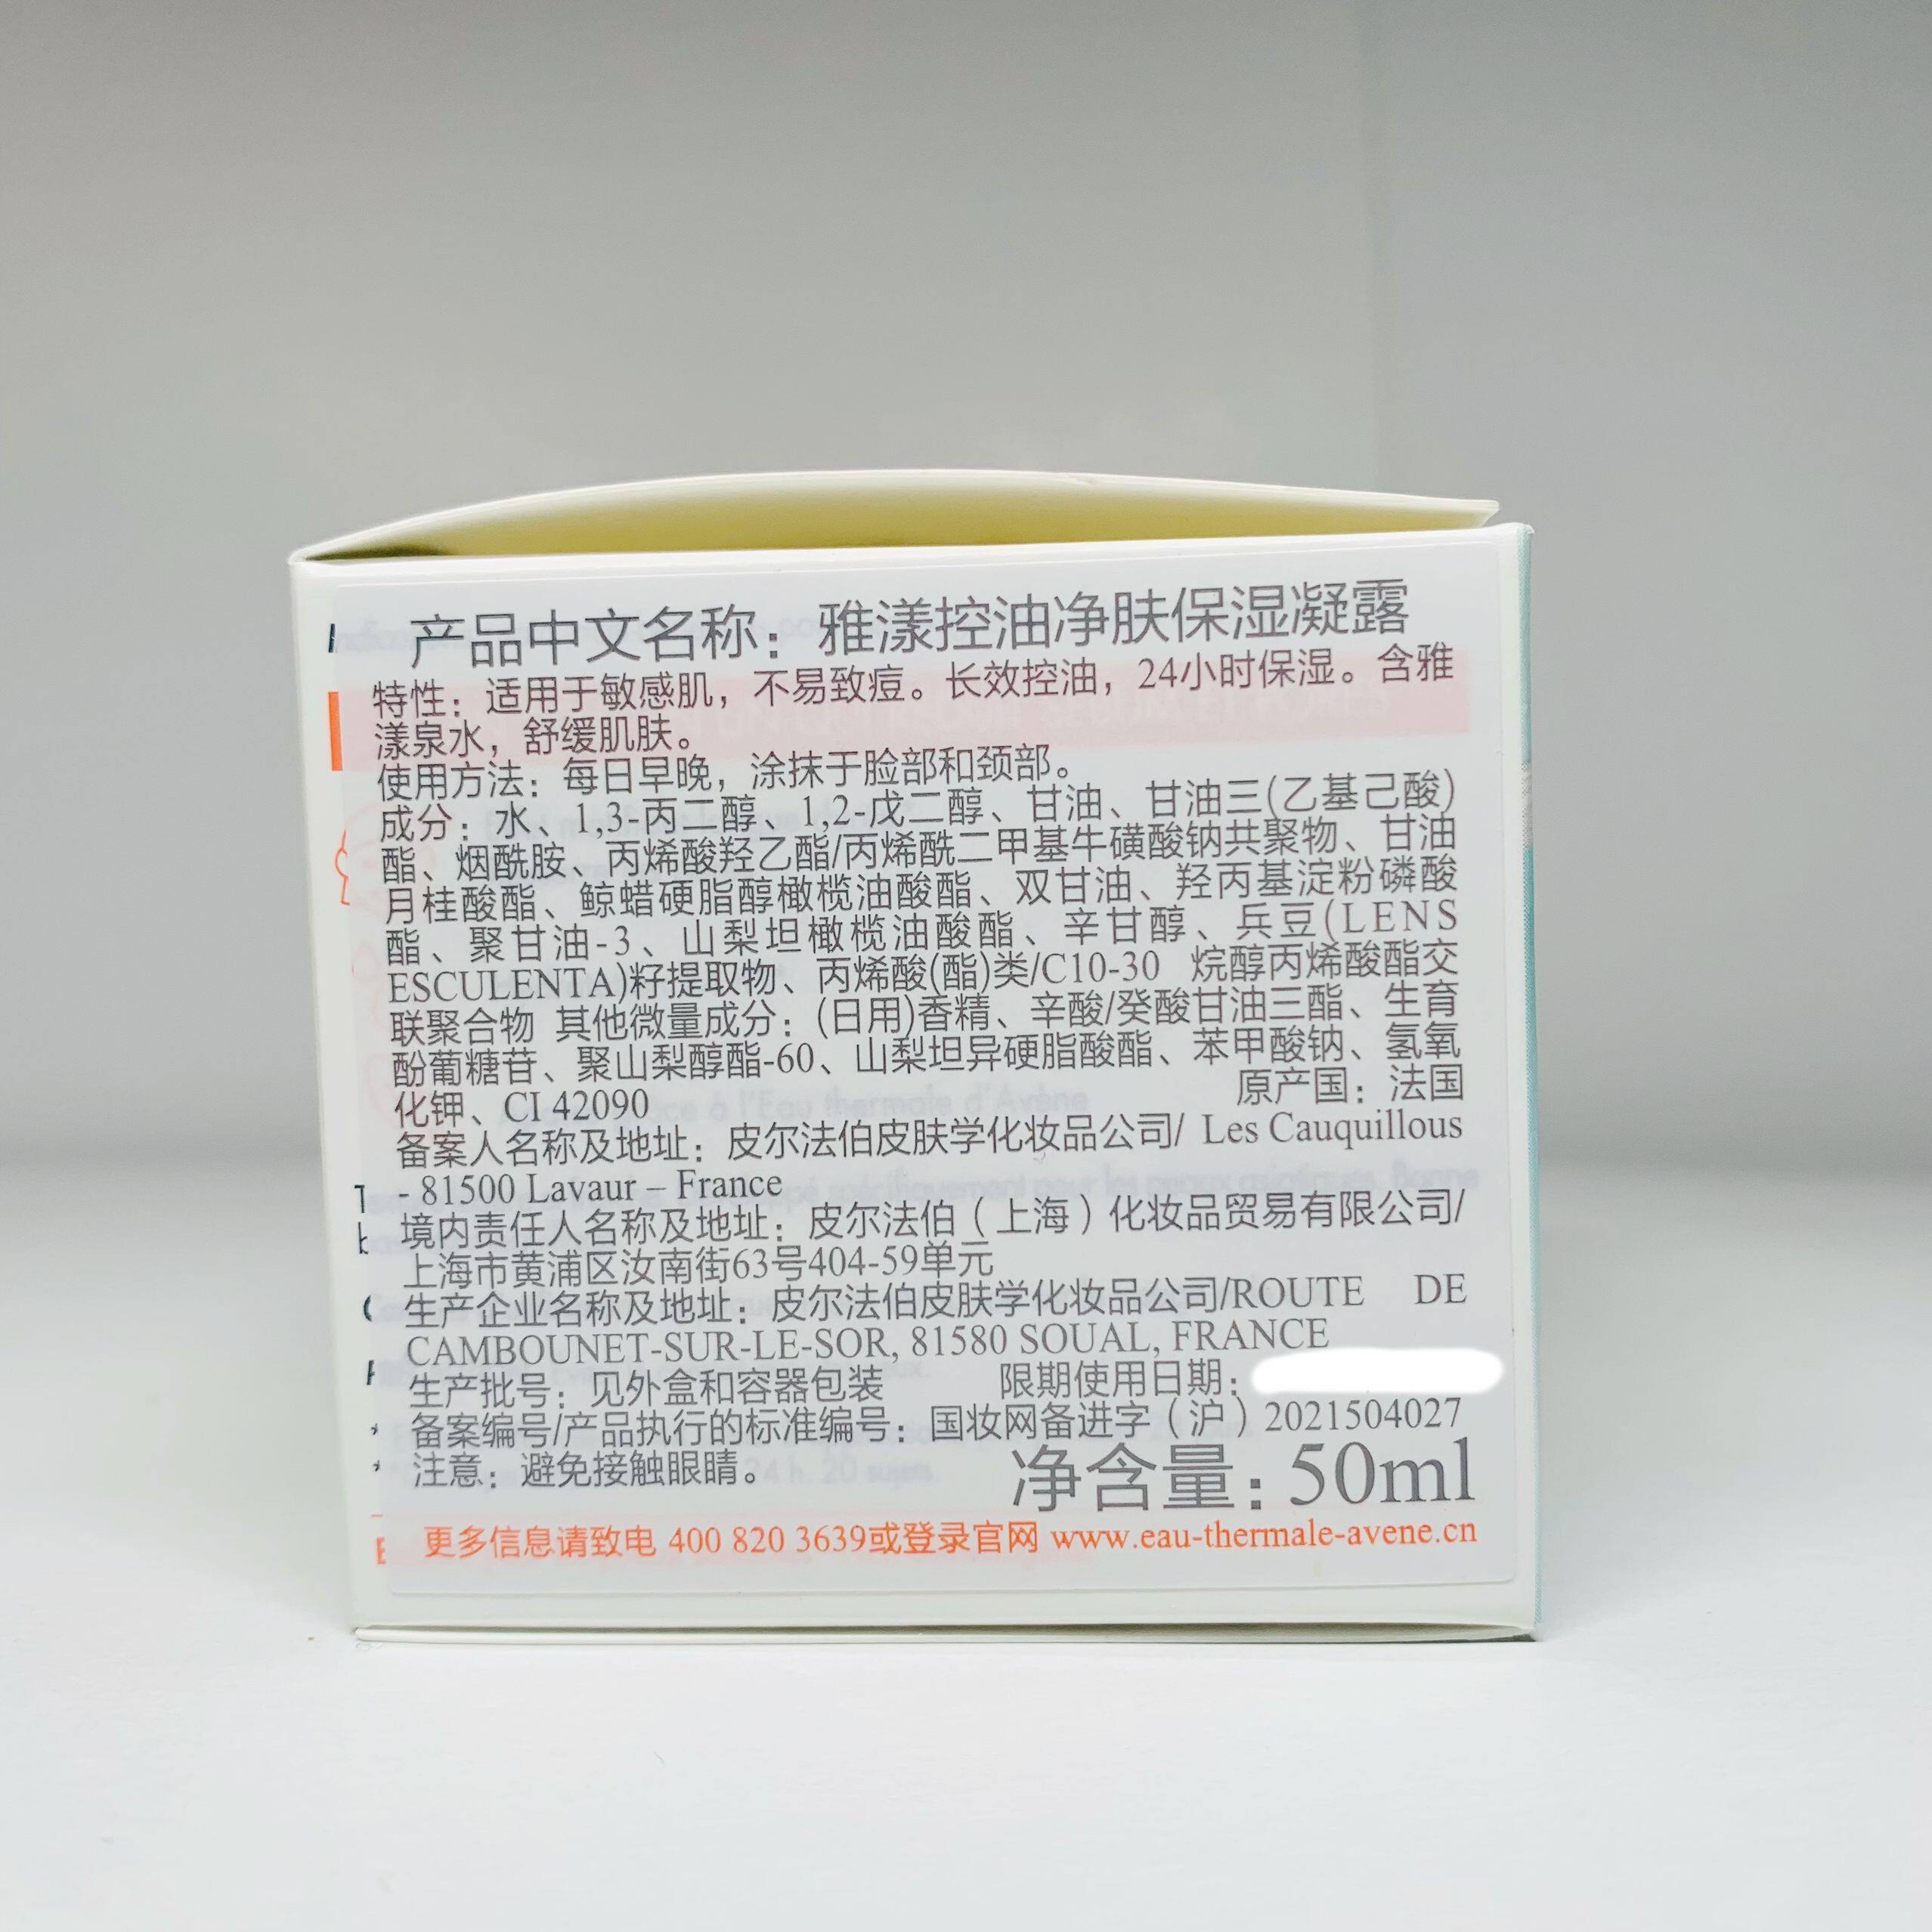 产品中文名称：雅漾控油净肤保湿凝露
特性：适用于敏感肌，不易致痘。长效控油，24小时保湿。含雅
漾泉水，舒缓肌肤。
使用方法：每日早晚，涂抹于脸部和颈部。
成分：水、1,3-丙二醇、1,2-戊二醇、甘油、甘油三(乙基己酸)
酯、烟酰胺、丙烯酸羟乙酯/丙烯酰二甲基牛磺酸钠共聚物、甘油
月桂酸酯、鲸蜡硬脂醇橄榄油酸酯、双甘油、羟丙基淀粉磷酸
酯、聚甘油-3、山梨坦橄榄油酸酯、辛甘醇、兵豆(LENS
ESCULENTA)籽提取物、丙烯酸(酯)类/C10-30 烷醇丙烯酸酯交
联聚合物 其他微量成分：(日用)香精、辛酸/癸酸甘油三酯、生育
酚葡糖苷、聚山梨醇酯-60、山梨坦异硬脂酸酯、苯甲酸钠、氢氧
化钾、CI 42090 原产国：法国
备案人名称及地址：皮尔法伯皮肤学化妆品公司/ Les Cauquillous
- 81500 Lavaur – France
境内责任人名称及地址：皮尔法伯（上海）化妆品贸易有限公司/
上海市黄浦区汝南街63号404-59单元
生产企业名称及地址：皮尔法伯皮肤学化妆品公司/ROUTE DE
CAMBOUNET-SUR-LE-SOR, 81580 SOUAL, FRANCE
生产批号：见外盒和容器包装 限期使用日期：
备案编号/产品执行的标准编号：国妆网备进字（沪）2021504027
注意：避免接触眼睛。 净含量：50ml
更多信息请致电 400 820 3639或登录官网 www.eau-thermale-avene.cn